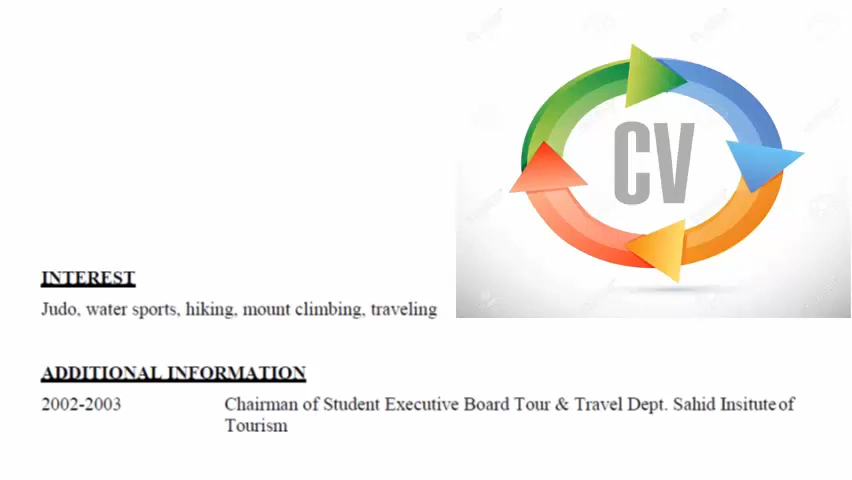 CV
INTEREST
Judo, water sports, hiking, mount climbing, traveling
ADDITIONAL INFORMATION
2002-2003 Chairman of Student Executive Board Tour & Travel Dept. Sahid Insitute of
Tourism